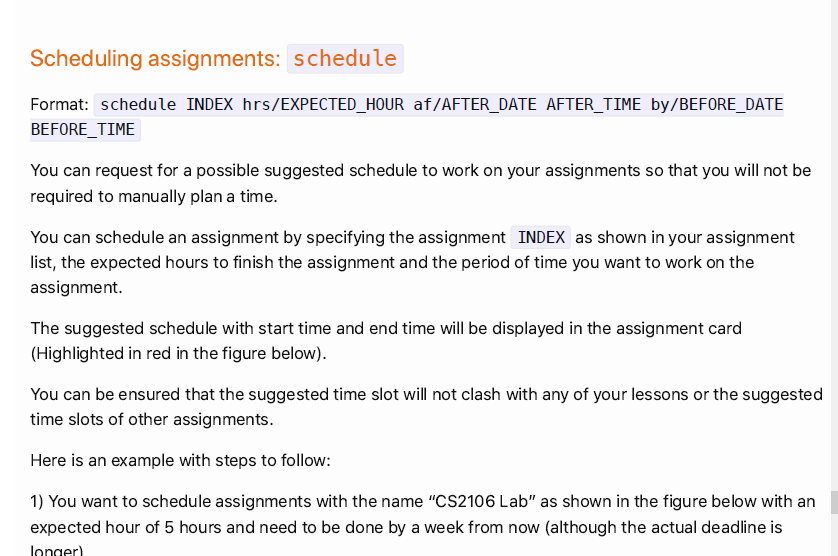 Scheduling assignments: schedule
Format: schedule INDEX hrs/EXPECTED_HOUR af/AFTER_DATE AFTER_TIME by/BEFORE_DATE
BEFORE_TIME
You can request for a possible suggested schedule to work on your assignments so that you will not be
required to manually plan a time.
You can schedule an assignment by specifying the assignment INDEX as shown in your assignment
list, the expected hours to finish the assignment and the period of time you want to work on the
assignment.
The suggested schedule with start time and end time will be displayed in the assignment card
(Highlighted in red in the figure below).
You can be ensured that the suggested time slot will not clash with any of your lessons or the suggested
time slots of other assignments.
Here is an example with steps to follow:
1) You want to schedule assignments with the name “CS2106 Lab” as shown in the figure below with an
expected hour of 5 hours and need to be done by a week from now (although the actual deadline is
longer)